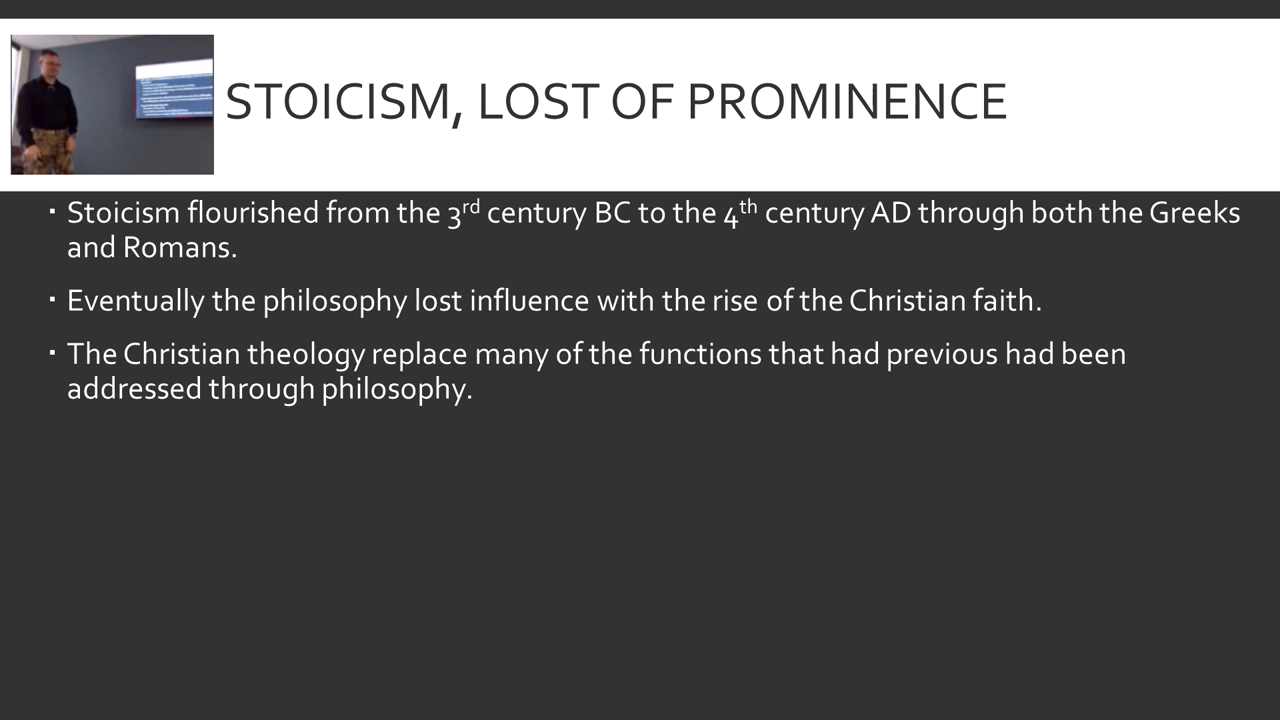 STOICISM, LOST OF PROMINENCE
▪ Stoicism flourished from the 3rd century BC to the 4th century AD through both the Greeks
and Romans.
▪ Eventually the philosophy lost influence with the rise of the Christian faith.
▪ The Christian theology replace many of the functions that had previous had been
addressed through philosophy.